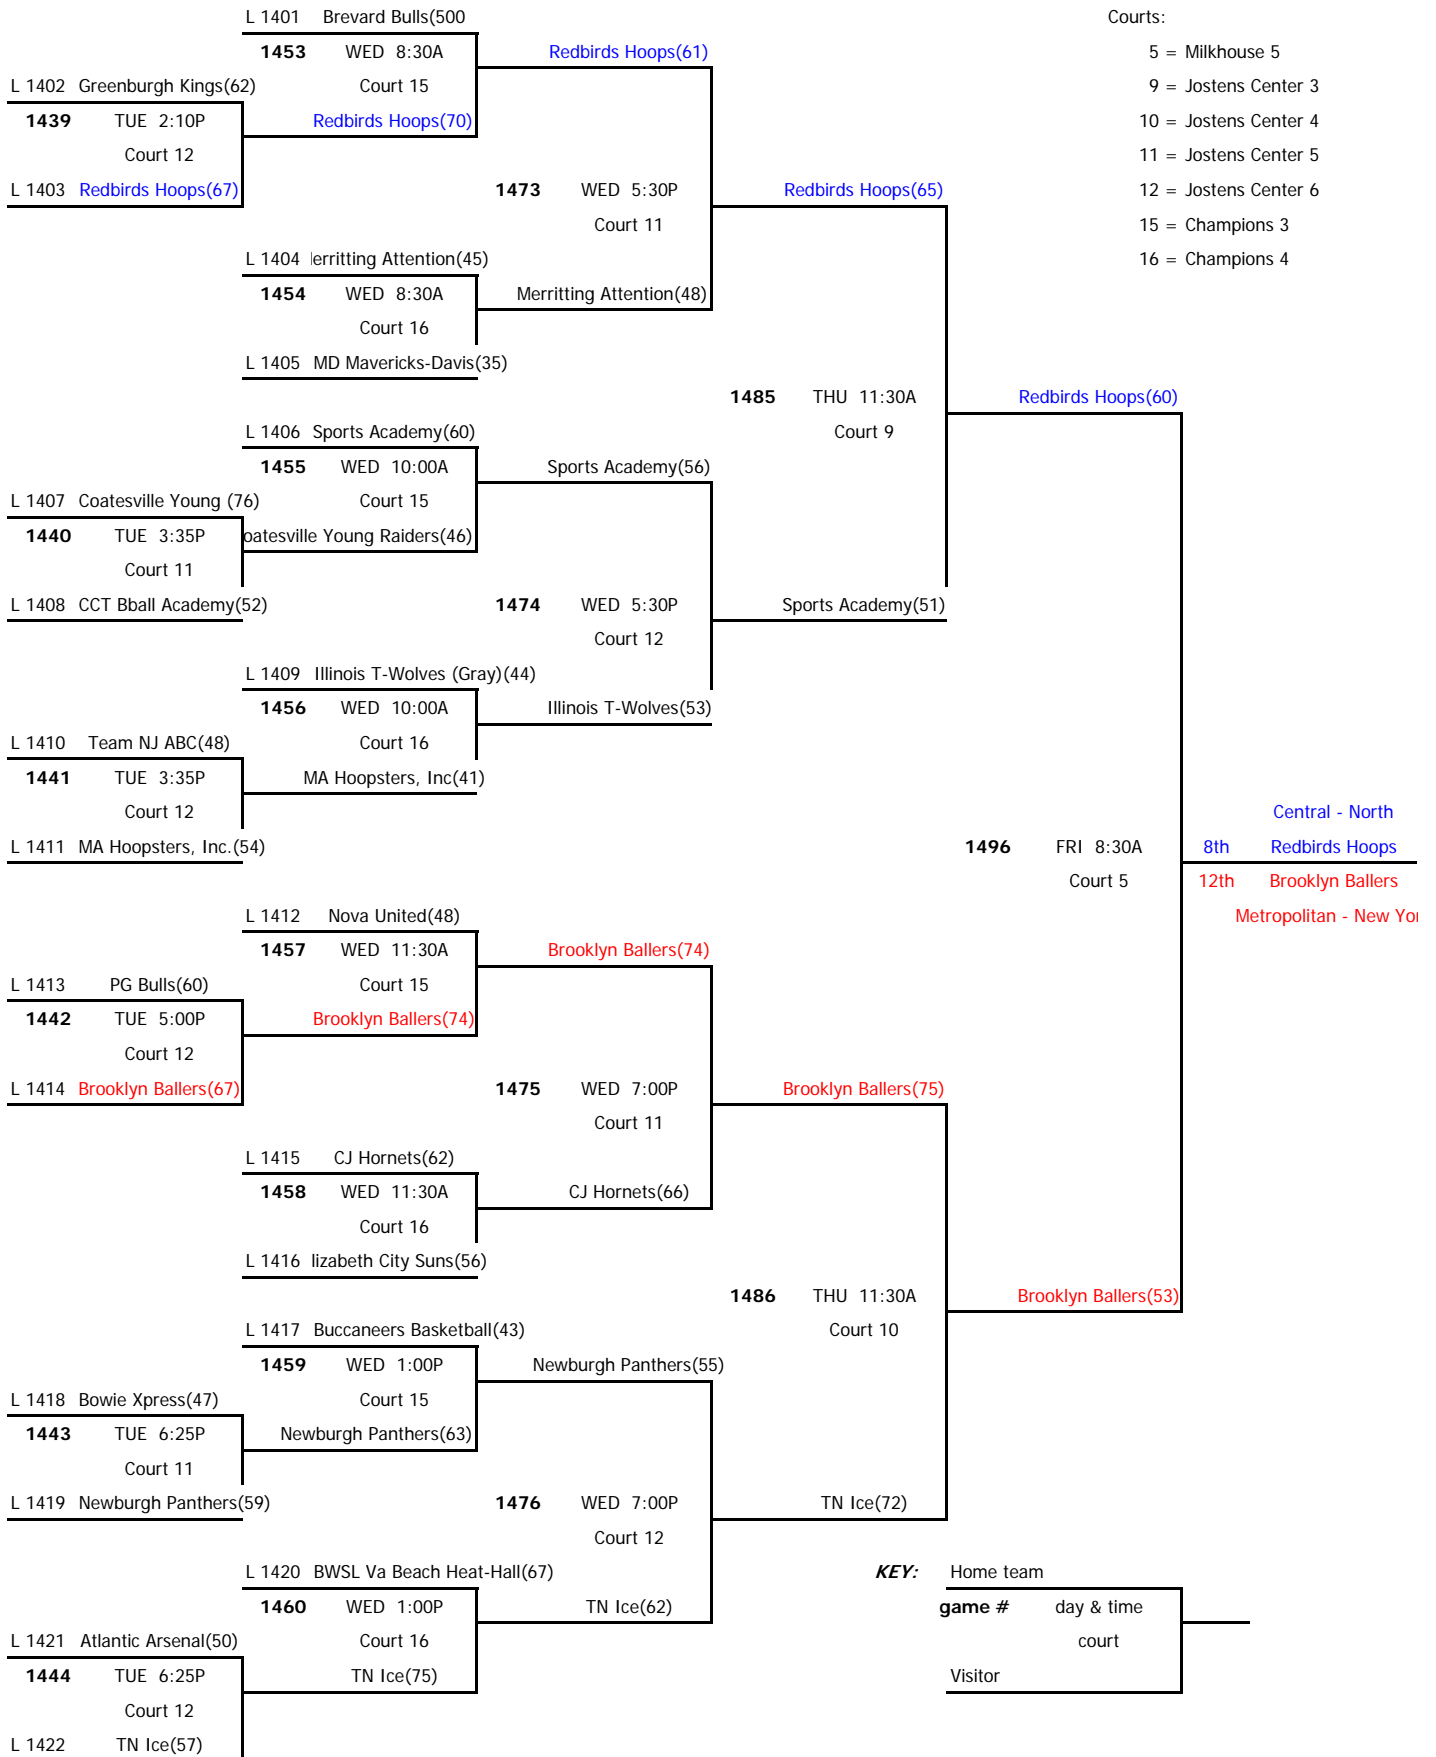 L 1401 Brevard Bulls(500 Courts:
1453 WED 8:30A Redbirds Hoops(61) 5 = Milkhouse 5
L 1402 Greenburgh Kings(62) Court 15 9 = Jostens Center 3
1439 TUE 2:10P Redbirds Hoops(70) 10 = Jostens Center 4
Court 12 11 = Jostens Center 5
L 1403 Redbirds Hoops(67) 1473 WED 5:30P Redbirds Hoops(65) 12 = Jostens Center 6
Court 11 15 = Champions 3
L 1404 lerritting Attention(45) 16 = Champions 4
1454 WED 8:30A Merritting Attention(48)
Court 16
L 1405 MD Mavericks-Davis(35)
1485 THU 11:30A Redbirds Hoops(60)
L 1406 Sports Academy(60) Court 9
1455 WED 10:00A Sports Academy(56)
L 1407 Coatesville Young (76) Court 15
1440 TUE 3:35P oatesville Young Raiders(46)
Court 11
L 1408 CCT Bball Academy(52) 1474 WED 5:30P Sports Academy(51)
Court 12
L 1409 Illinois T-Wolves (Gray)(44)
1456 WED 10:00A Illinois T-Wolves(53)
L 1410 Team NJ ABC(48) Court 16
1441 TUE 3:35P MA Hoopsters, Inc(41)
Court 12 Central - North
L 1411 MA Hoopsters, Inc.(54) 1496 FRI 8:30A 8th Redbirds Hoops
Court 5 12th Brooklyn Ballers
L 1412 Nova United(48) Metropolitan - New Yor
1457 WED 11:30A Brooklyn Ballers(74)
L 1413 PG Bulls(60) Court 15
1442 TUE 5:00P Brooklyn Ballers(74)
Court 12
L 1414 Brooklyn Ballers(67) 1475 WED 7:00P Brooklyn Ballers(75)
Court 11
L 1415 CJ Hornets(62)
1458 WED 11:30A CJ Hornets(66)
Court 16
L 1416 lizabeth City Suns(56)
1486 THU 11:30A Brooklyn Ballers(53)
L 1417 Buccaneers Basketball(43) Court 10
1459 WED 1:00P Newburgh Panthers(55)
L 1418 Bowie Xpress(47) Court 15
1443 TUE 6:25P Newburgh Panthers(63)
Court 11
L 1419 Newburgh Panthers(59) 1476 WED 7:00P TN Ice(72)
Court 12
L 1420 BWSL Va Beach Heat-Hall(67) KEY: Home team
1460 WED 1:00P TN Ice(62) game # day & time
L 1421 Atlantic Arsenal(50) Court 16 court
1444 TUE 6:25P TN Ice(75) Visitor
Court 12
L 1422 TN Ice(57)